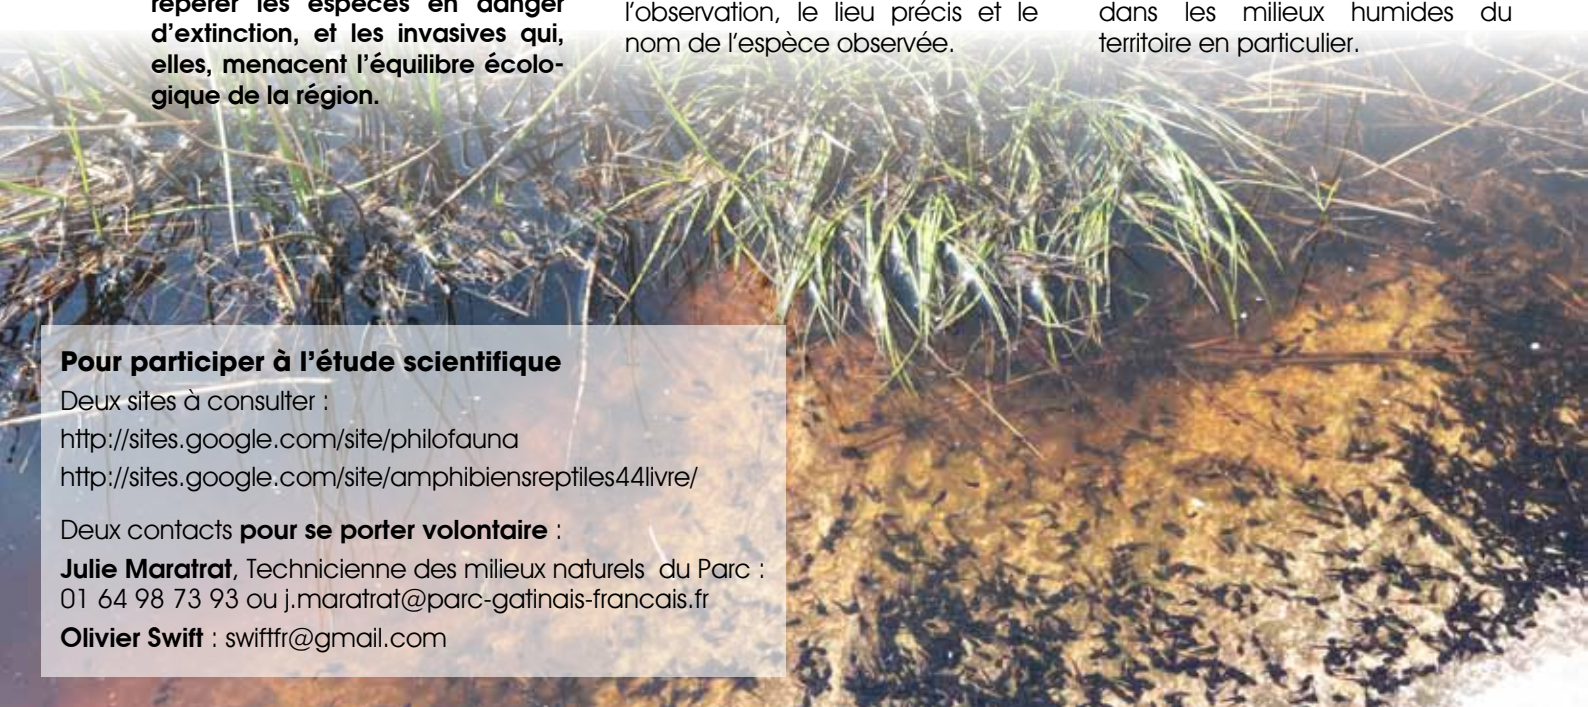 repérer les espèces en danger
d'extinction, et les invasives qui,
elles, menacent l'équilibre écolo-
gique de la région.
l'observation, le lieu précis et le
nom de l'espèce observée.
dans les milieux humides du
territoire en particulier.
Pour participer à l'étude scientifique
Deux sites à consulter :
http://sites.google.com/site/philofauna
http://sites.google.com/site/amphibiensreptiles44livre/
Deux contacts pour se porter volontaire :
Julie Maratrat, Technicienne des milieux naturels du Parc :
01 64 98 73 93 ou j.maratrat@parc-gatinais-francais.fr
Olivier Swift : swiftfr@gmail.com